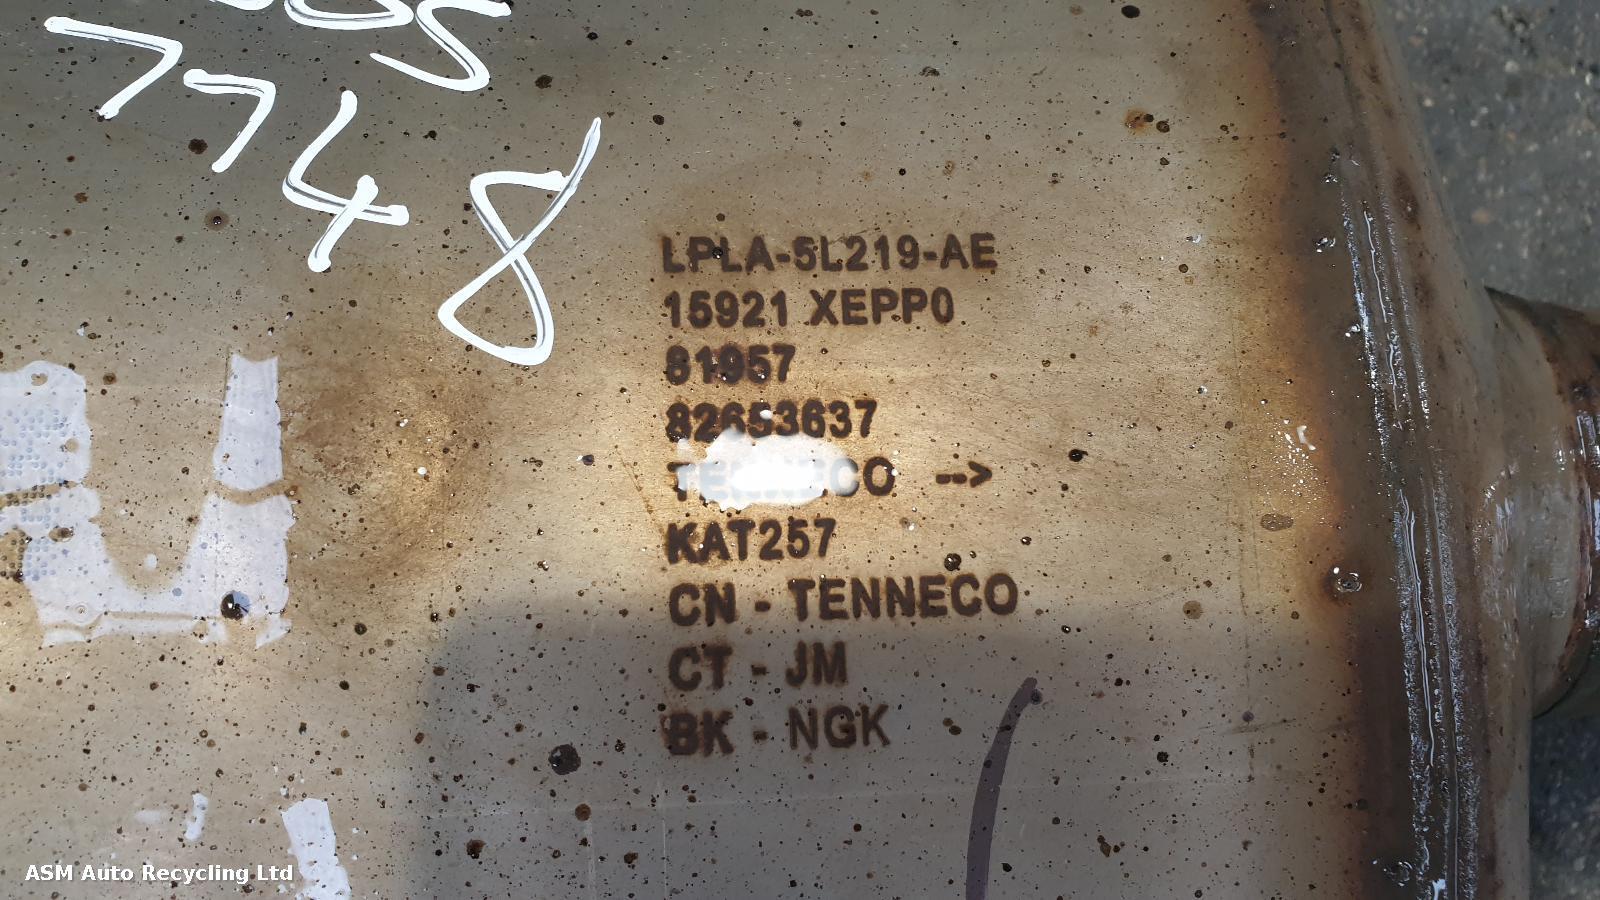 7748
LPLA-5L219-AE
15921 XEPP0
81957
82653637
TENNECO -->
KAT257
CN - TENNECO
CT - JM
BK - NGK
ASM Auto Recycling Ltd